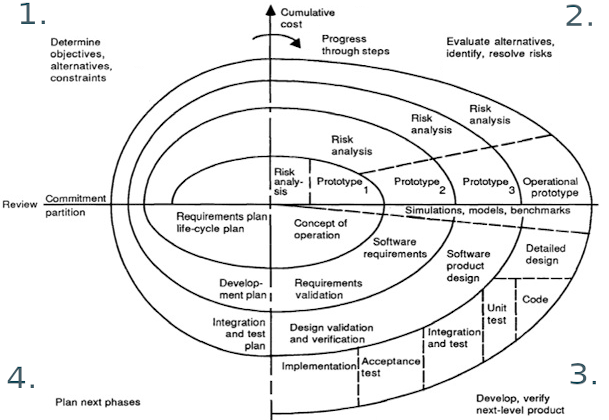 1.
Cumulative
cost
2.
Determine
objectives,
alternatives,
constraints
Progress
through steps
Evaluate alternatives,
identify, resolve risks
Risk
analysis
Risk
analysis
Risk
analysis
Risk
analy-
sis
Prototype
1
Prototype
2
Prototype
3
Operational
prototype
Review
Commitment
partition
Simulations, models, benchmarks
Requirements plan
life-cycle plan
Concept of
operation
Software
requirements
Software
product
design
Detailed
design
Develop-
ment plan
Requirements
validation
Code
Unit
test
Integration
and test
plan
Design validation
and verification
Integration
and test
Acceptance
test
Implementation
4.
Plan next phases
3.
Develop, verify
next-level product